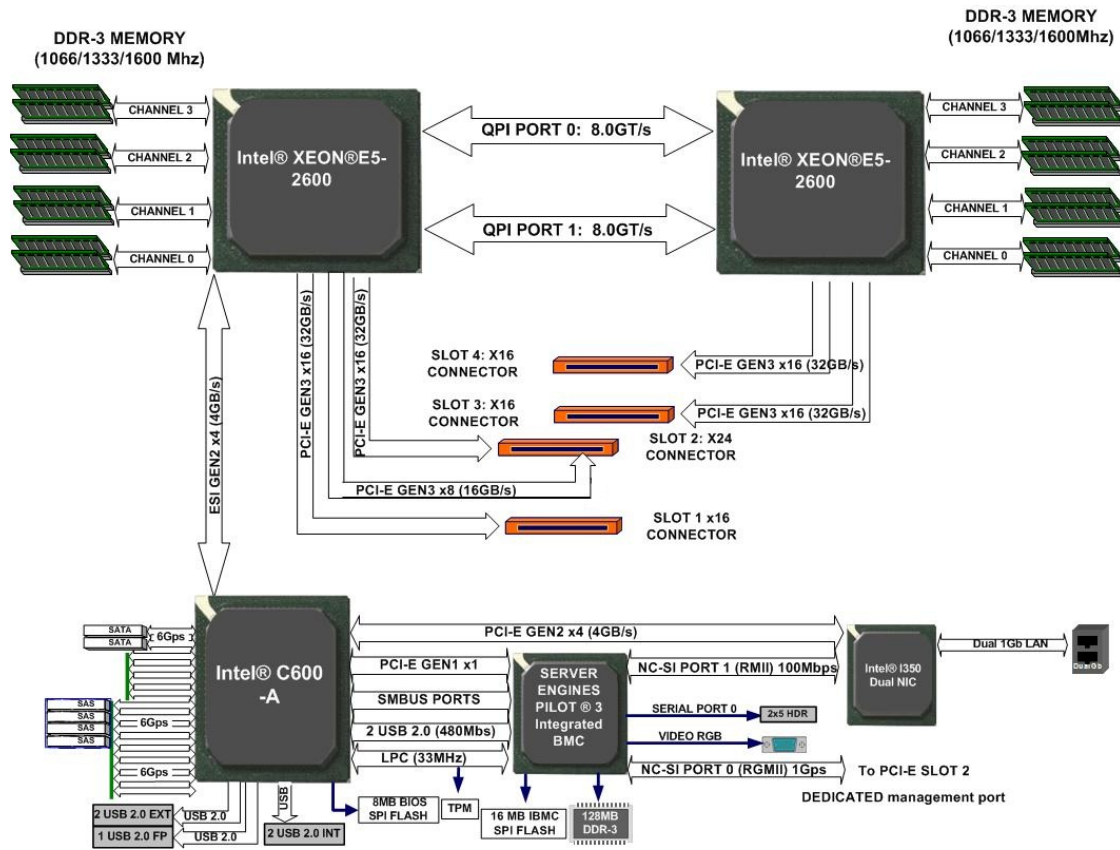 DDR-3 MEMORY
(1066/1333/1600 Mhz)
DDR-3 MEMORY
(1066/1333/1600Mhz)
CHANNEL 3
CHANNEL 2
CHANNEL 1
CHANNEL 0
Intel® XEON®E5-
2600
QPI PORT 0: 8.0GT/s
QPI PORT 1: 8.0GT/s
Intel® XEON®E5-
2600
CHANNEL 3
CHANNEL 2
CHANNEL 1
CHANNEL 0
ESI GEN2 x4 (4GB/s)
PCI-E GEN3 x16 (32GB/s)
PCI-E GEN3 x16 (32GB/s)
SLOT 4: X16
CONNECTOR
PCI-E GEN3 x16 (32GB/s)
SLOT 3: X16
CONNECTOR
PCI-E GEN3 x16 (32GB/s)
SLOT 2: X24
CONNECTOR
PCI-E GEN3 x8 (16GB/s)
SLOT 1 x16
CONNECTOR
SATA
SATA
6Gps
SAS
SAS
SAS
SAS
6Gps
6Gps
Intel® C600
-A
PCI-E GEN2 x4 (4GB/s)
PCI-E GEN1 x1
SMBUS PORTS
2 USB 2.0 (480Mbs)
LPC (33MHz)
SERVER
ENGINES
PILOT ® 3
Integrated
BMC
NC-SI PORT 1 (RMII) 100Mbps
Intel® I350
Dual NIC
Dual 1Gb LAN
Dual Gb
SERIAL PORT 0
2x5 HDR
VIDEO RGB
NC-SI PORT 0 (RGMII) 1Gps
To PCI-E SLOT 2
DEDICATED management port
2 USB 2.0 EXT
USB 2.0
1 USB 2.0 FP
USB 2.0
USB
2 USB 2.0 INT
8MB BIOS
SPI FLASH
TPM
16 MB IBMC
SPI FLASH
128MB
DDR-3